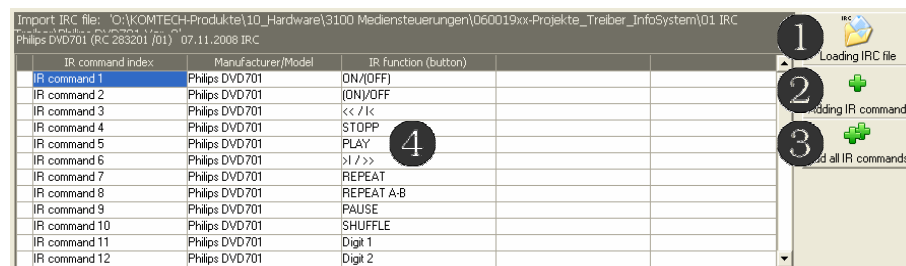 Import IRC file: 'O:\KOMTECH-Produkte\10_Hardware\3100 Mediensteuerungen\060019xx-Projekte_Treiber_InfoSystem\01 IRC
Philips DVD701 (RC 283201 /01) 07.11.2008 IRC
IR command index Manufacturer/Model IR function (button)
IR command 1 Philips DVD701 ON/(OFF)
IR command 2 Philips DVD701 (ON)/OFF
IR command 3 Philips DVD701 << / I<
IR command 4 Philips DVD701 STOPP
IR command 5 Philips DVD701 PLAY
IR command 6 Philips DVD701 >I / >>
IR command 7 Philips DVD701 REPEAT
IR command 8 Philips DVD701 REPEAT A-B
IR command 9 Philips DVD701 PAUSE
IR command 10 Philips DVD701 SHUFFLE
IR command 11 Philips DVD701 Digit 1
IR command 12 Philips DVD701 Digit 2
4
IRC
1
Loading IRC file
2
Adding IR command
3
all IR commands